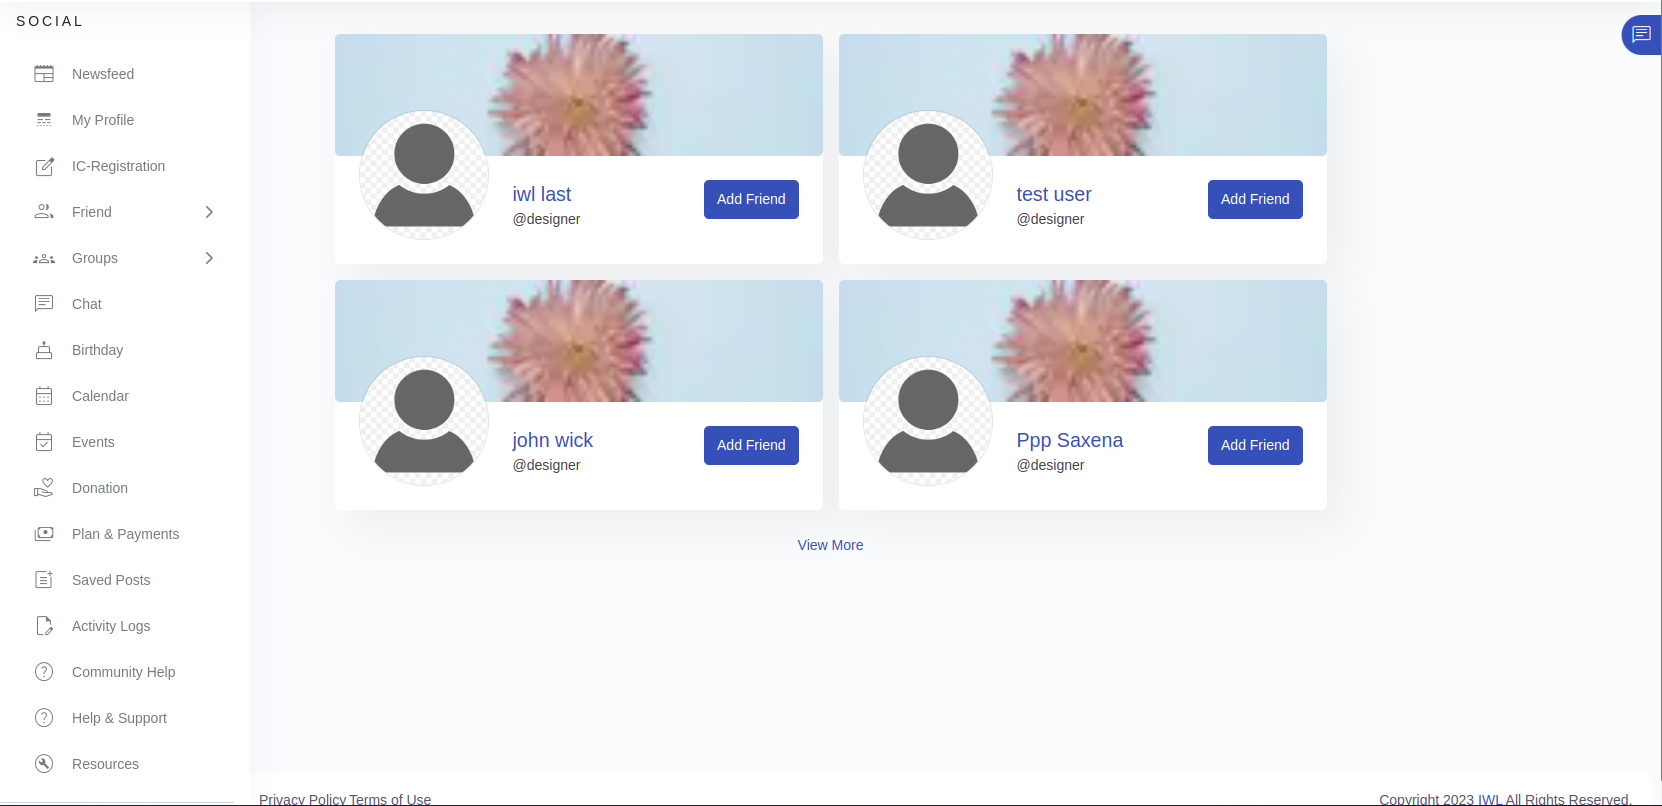 SOCIAL
Newsfeed
My Profile
IC-Registration
Friend
Groups
Chat
Birthday
Calendar
Events
Donation
Plan & Payments
Saved Posts
Activity Logs
Community Help
Help & Support
Resources
iwl last
@designer
Add Friend
test user
@designer
Add Friend
john wick
@designer
Add Friend
Ppp Saxena
@designer
Add Friend
View More
Privacy Policy Terms of Use
Copyright 2023 IWL All Rights Reserved.